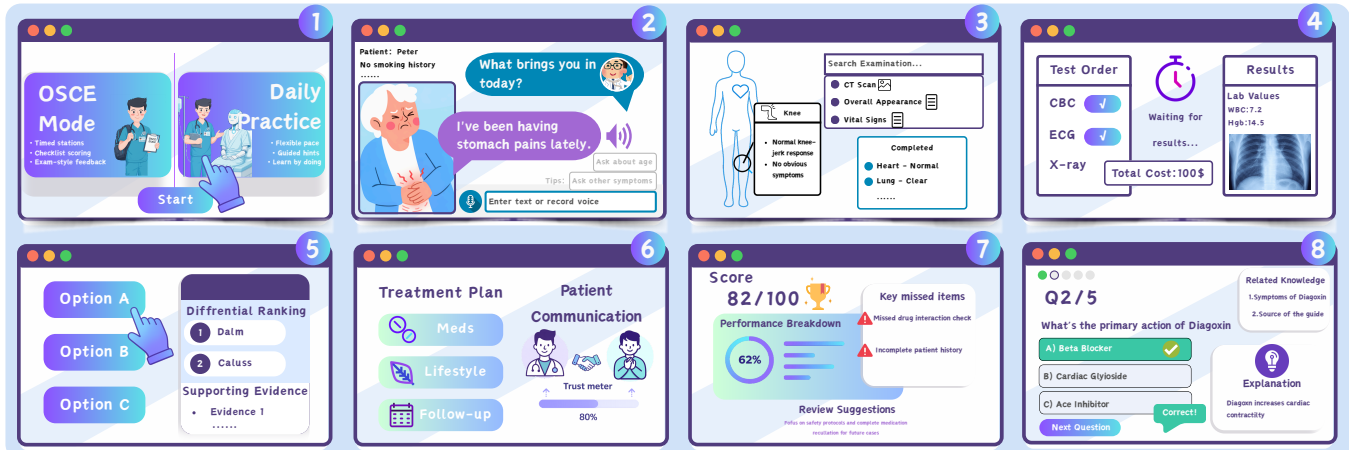 1
OSCE
Mode
• Timed stations
• Checklist scoring
• Exam-style feedback
Daily
Practice
• Flexible pace
• Guided hints
• Learn by doing
Start
2
Patient: Peter
No smoking history
......
What brings you in
today?
I've been having
stomach pains lately.
Ask about age
Tips:
Ask other symptoms
Enter text or record voice
3
Search Examination...
CT Scan
Overall Appearance
Vital Signs
Knee
• Normal knee-
jerk response
• No obvious
symptoms
Completed
Heart - Normal
Lung - Clear
......
4
Test Order
CBC √
ECG √
X-ray
Waiting for
results...
Total Cost:100$
Results
Lab Values
WBC:7.2
Hgb:14.5
5
Option A
Option B
Option C
Diffrential Ranking
1 Dalm
2 Caluss
Supporting Evidence
• Evidence 1
......
6
Treatment Plan
Meds
Lifestyle
Follow-up
Patient
Communication
Trust meter
80%
7
Score
82/100
Performance Breakdown
62%
Key missed items
Missed drug interaction check
Incomplete patient history
Review Suggestions
on safety protocols and complete medication
for future cases
8
Q2/5
What's the primary action of Diagoxin
A) Beta Blocker
B) Cardiac Glyioside
C) Ace Inhibitor
Correct!
Next Question
Related Knowledge
1.Symptoms of Diagoxin
2.Source of the guide
Explanation
Diagoxn increases cardiac
contractility